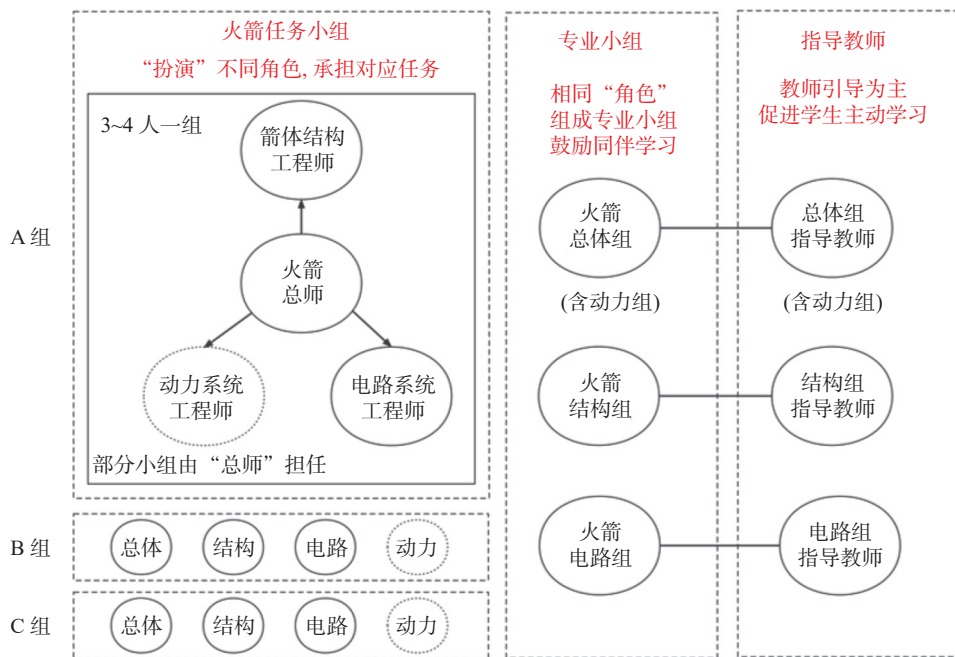 火箭任务小组
“扮演”不同角色, 承担对应任务
3~4 人一组
箭体结构
工程师
A 组
火箭
总师
动力系统
工程师
电路系统
工程师
部分小组由“总师”担任
B 组
总体
结构
电路
动力
C 组
总体
结构
电路
动力
专业小组
相同“角色”
组成专业小组
鼓励同伴学习
火箭
总体组
(含动力组)
火箭
结构组
火箭
电路组
指导教师
教师引导为主
促进学生主动学习
总体组
指导教师
(含动力组)
结构组
指导教师
电路组
指导教师